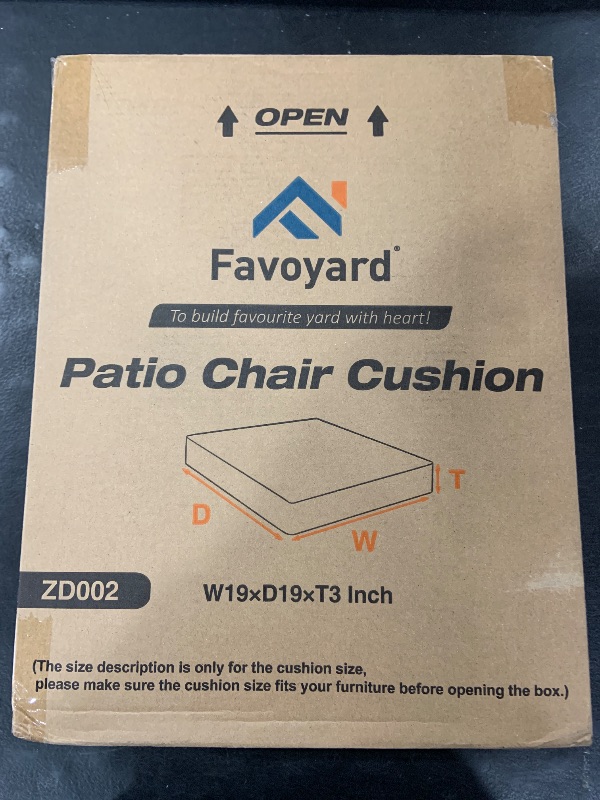 OPEN
Favoyard®
To build favourite yard with heart!
Patio Chair Cushion
T
D
W
ZD002
W19×D19×T3 Inch
(The size description is only for the cushion size,
please make sure the cushion size fits your furniture before opening the box.)